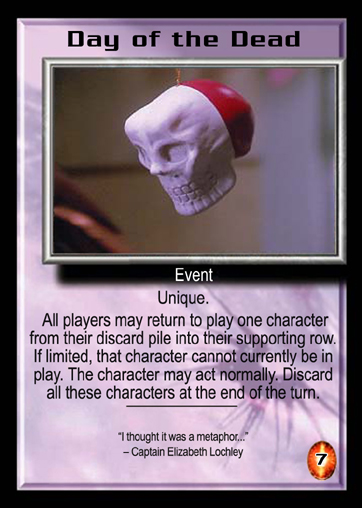 Day of the Dead
Event
Unique.
All players may return to play one character
from their discard pile into their supporting row.
If limited, that character cannot currently be in
play. The character may act normally. Discard
all these characters at the end of the turn.
"I thought it was a metaphor..."
– Captain Elizabeth Lochley
7